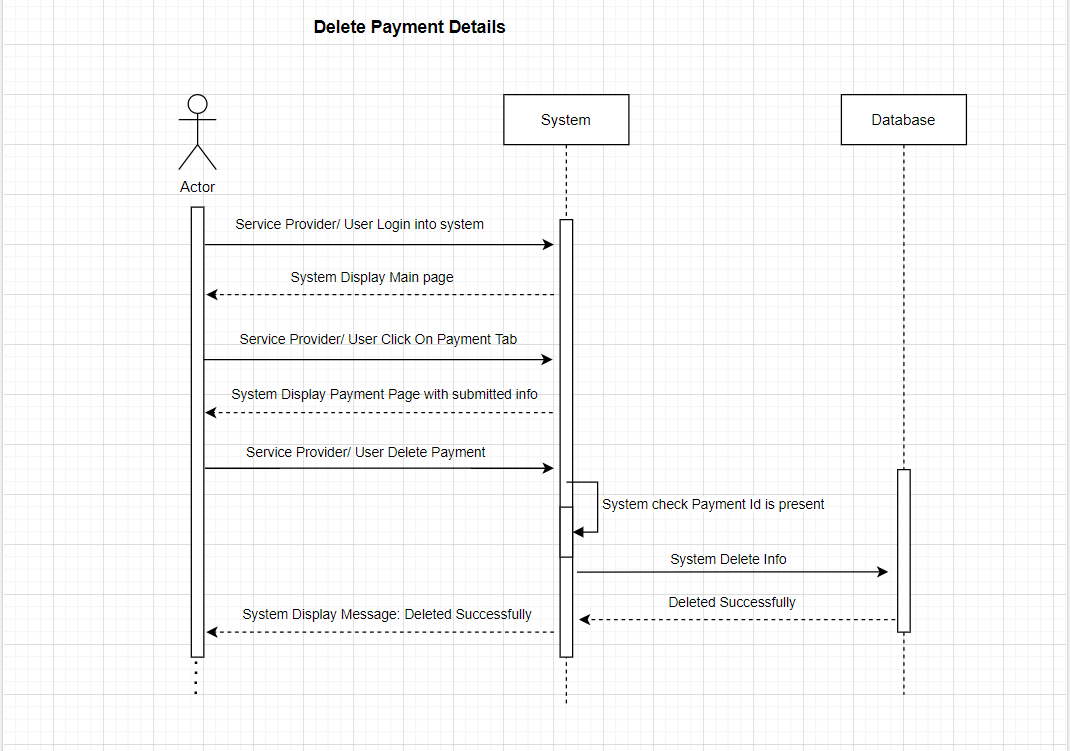 Delete Payment Details
System
Database
Actor
Service Provider/ User Login into system
System Display Main page
Service Provider/ User Click On Payment Tab
System Display Payment Page with submitted info
Service Provider/ User Delete Payment
System check Payment Id is present
System Delete Info
Deleted Successfully
System Display Message: Deleted Successfully